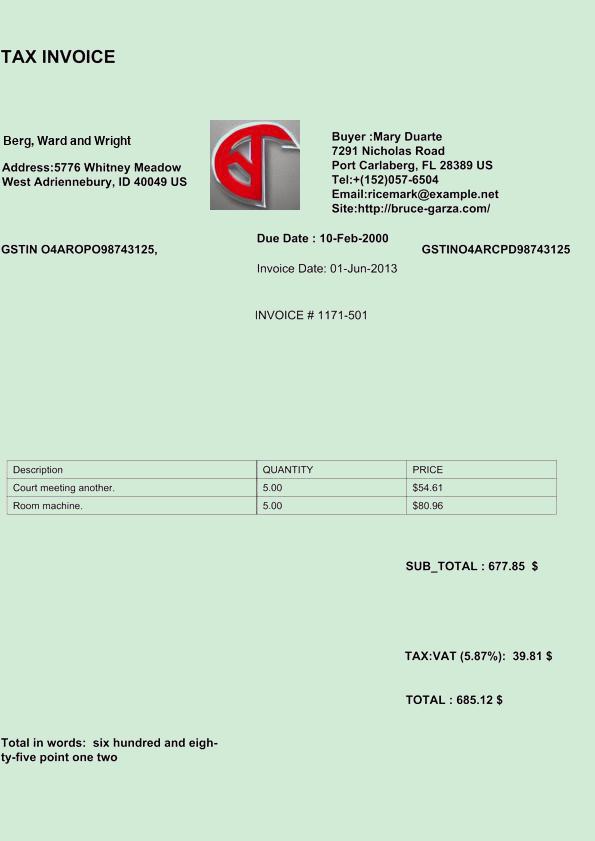 TAX INVOICE
Berg, Ward and Wright
Address:5776 Whitney Meadow
West Adriennebury, ID 40049 US
Buyer :Mary Duarte
7291 Nicholas Road
Port Carlaberg, FL 28389 US
Tel:+(152)057-6504
Email:ricemark@example.net
Site:http://bruce-garza.com/
GSTIN O4AROPO98743125,
Due Date : 10-Feb-2000
GSTINO4ARCPD98743125
Invoice Date: 01-Jun-2013
INVOICE # 1171-501
Description QUANTITY PRICE
Court meeting another. 5.00 $54.61
Room machine. 5.00 $80.96
SUB_TOTAL : 677.85 $
TAX:VAT (5.87%): 39.81 $
TOTAL : 685.12 $
Total in words: six hundred and eigh-
ty-five point one two